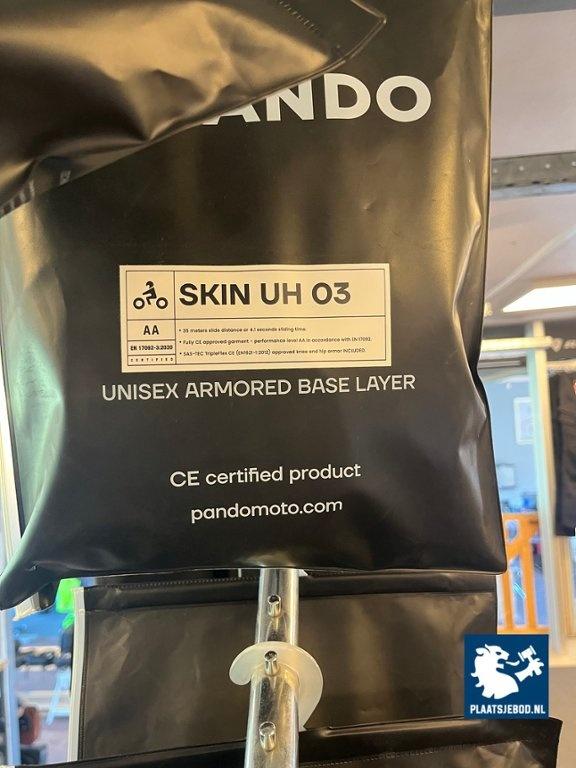 ANDO
SKIN UH 03
AA
EN 17092-3:2020
CERTIFIED
• 35 meters slide distance or 4.1 seconds sliding time.
• Fully CE approved garment - performance level AA in accordance with EN 17092.
• SAS-TEC TripleFlex CE (EN1621-1:2012) approved knee and hip armor INCLUDED.
UNISEX ARMORED BASE LAYER
CE certified product
pandomoto.com
PLAATSJEBOD.NL